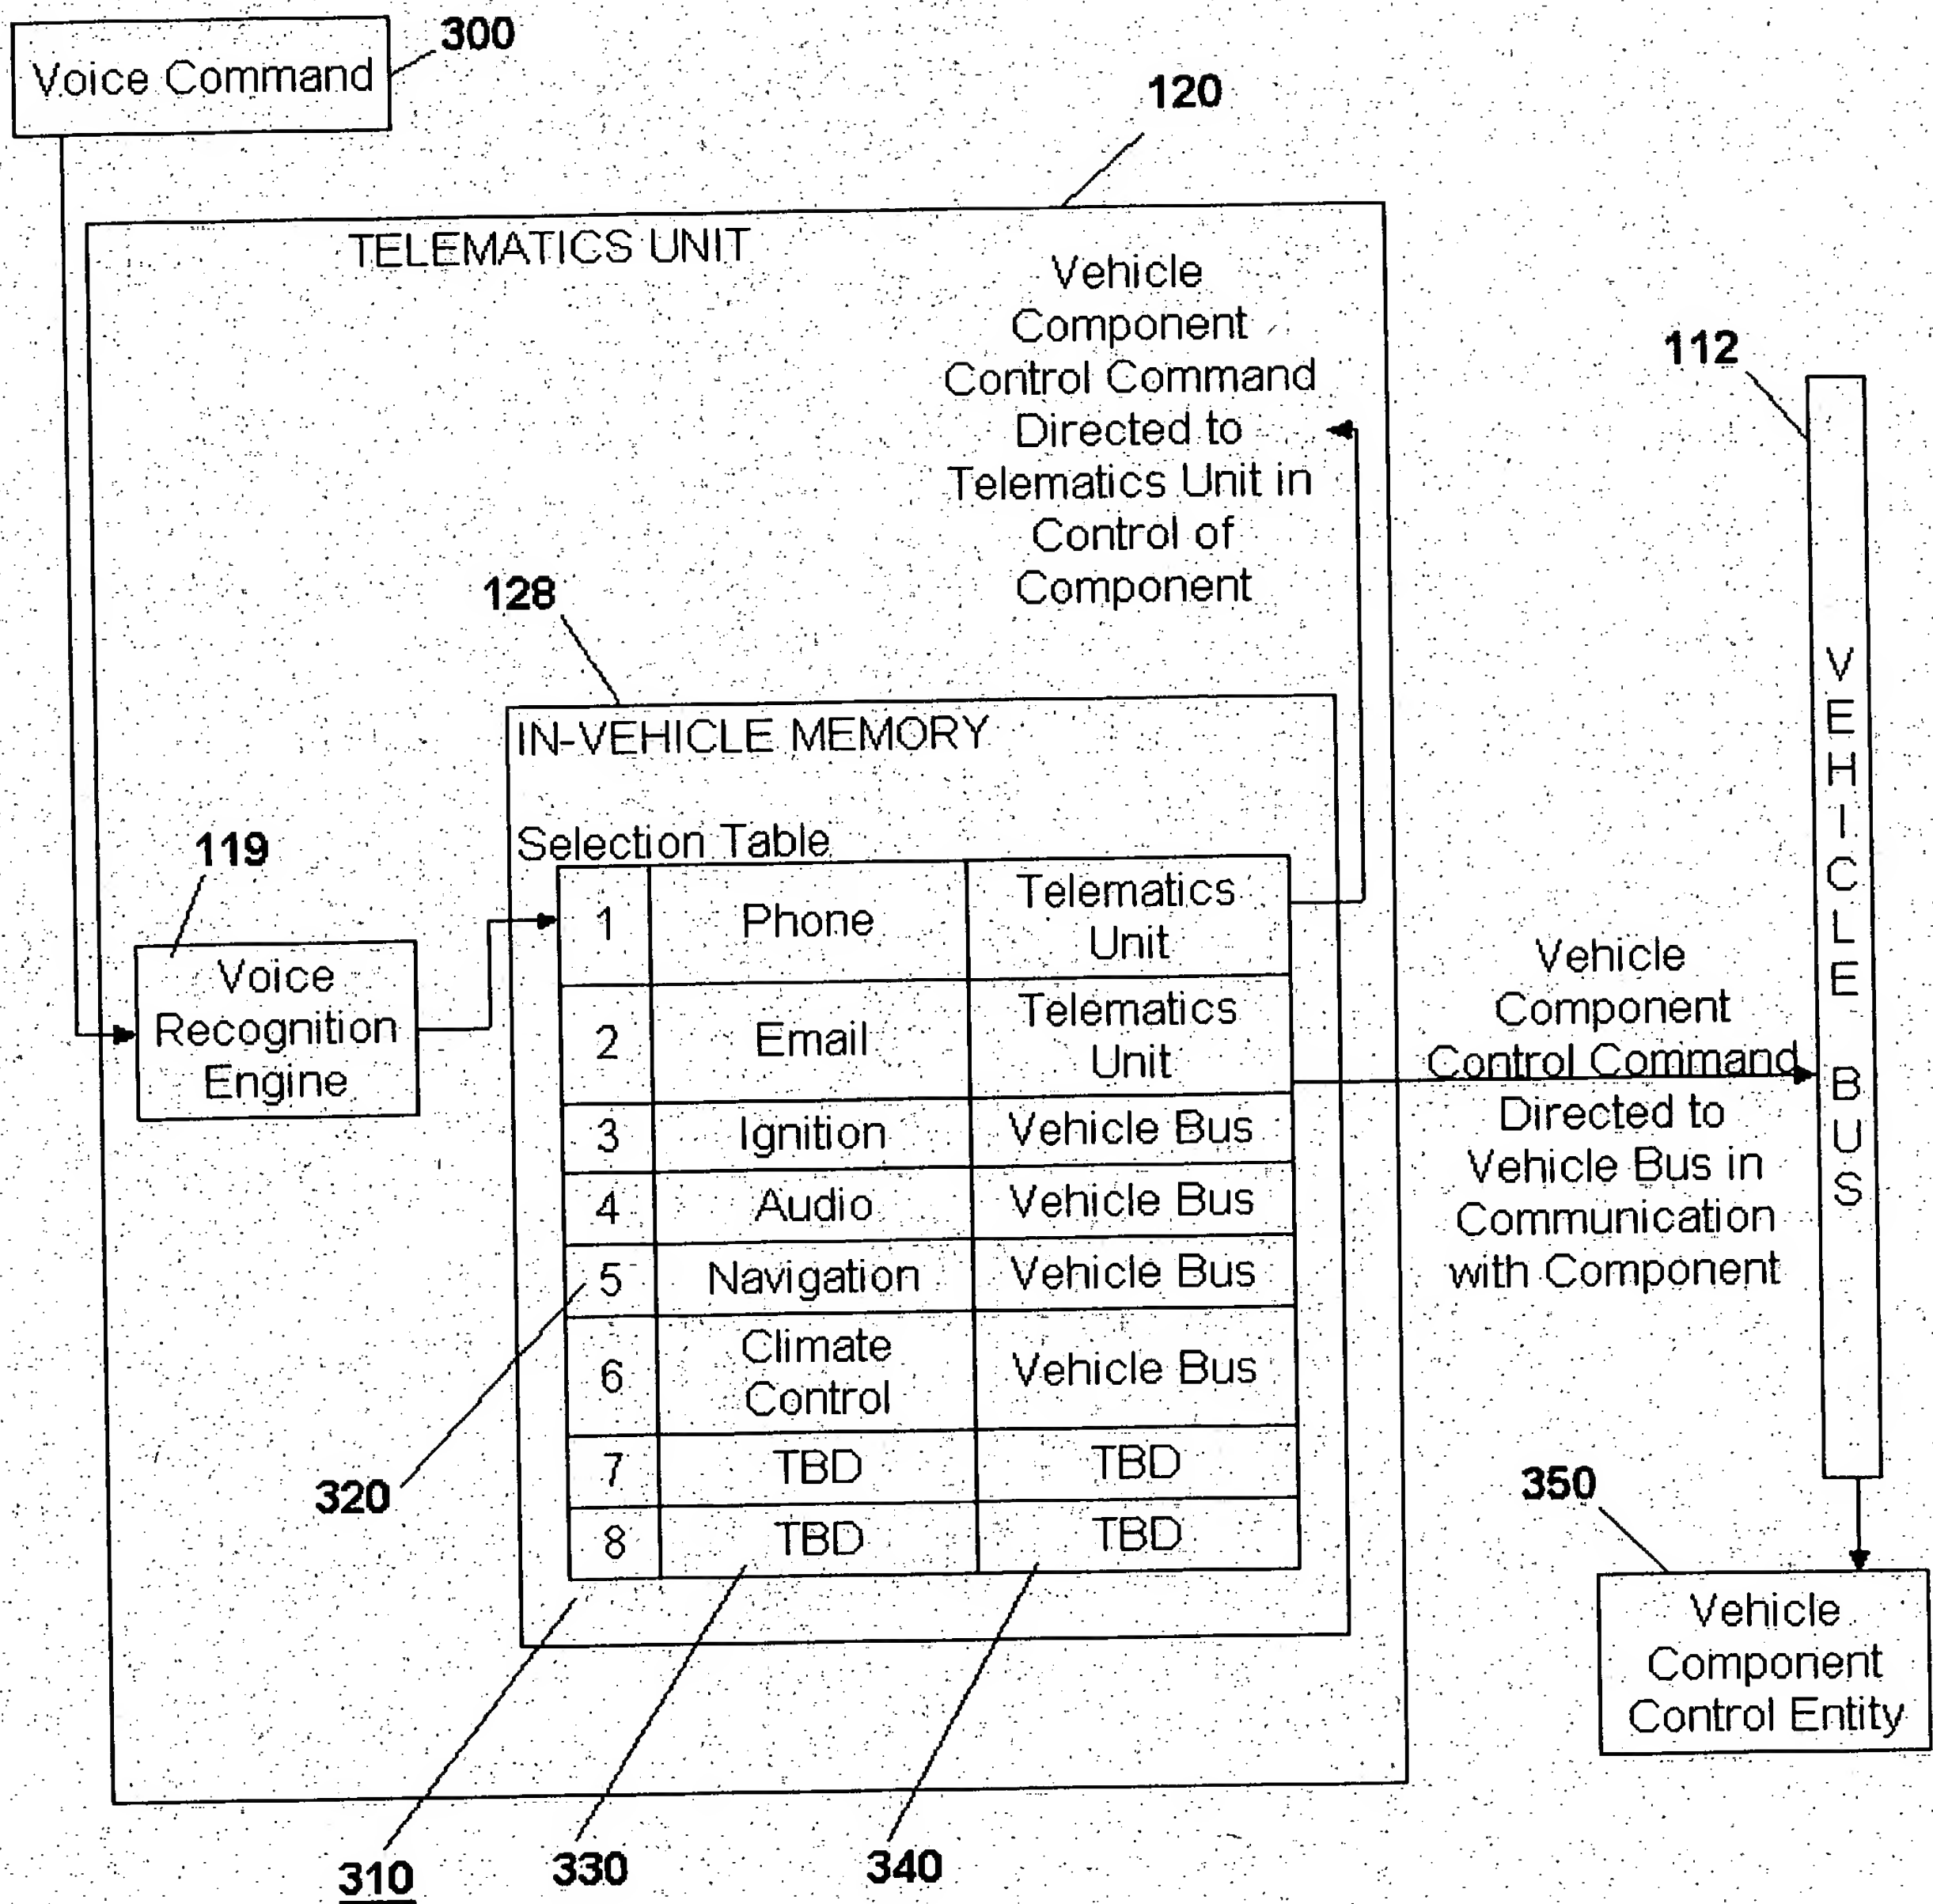 300
Voice Command
120
TELEMATICS UNIT
Vehicle
Component
Control Command
Directed to
Telematics Unit in
Control of
Component
112
128
IN-VEHICLE MEMORY
Selection Table
119
Voice
Recognition
Engine
1 Phone Telematics Unit
2 Email Telematics Unit
3 Ignition Vehicle Bus
4 Audio Vehicle Bus
5 Navigation Vehicle Bus
6 Climate Control Vehicle Bus
7 TBD TBD
8 TBD TBD
Vehicle
Component
Control Command
Directed to
Vehicle Bus in
Communication
with Component
VEHICLE BUS
320
350
Vehicle
Component
Control Entity
310
330
340